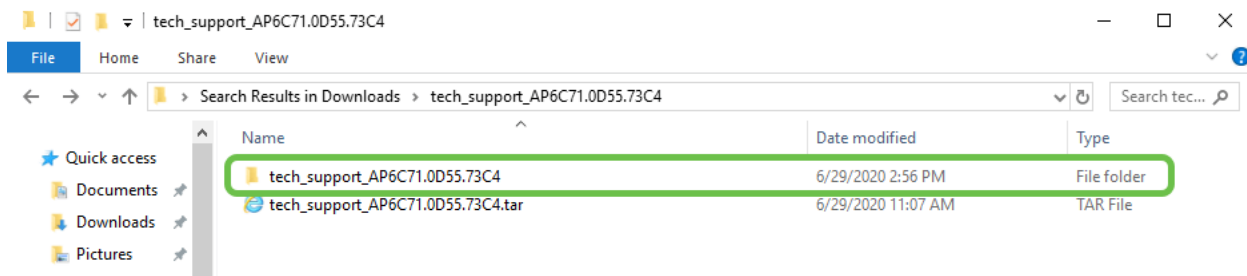 tech_support_AP6C71.0D55.73C4
File Home Share View ?
Search Results in Downloads > tech_support_AP6C71.0D55.73C4 Search tec...
Name Date modified Type
Quick access
tech_support_AP6C71.0D55.73C4 6/29/2020 2:56 PM File folder
Documents
tech_support_AP6C71.0D55.73C4.tar 6/29/2020 11:07 AM TAR File
Downloads
Pictures